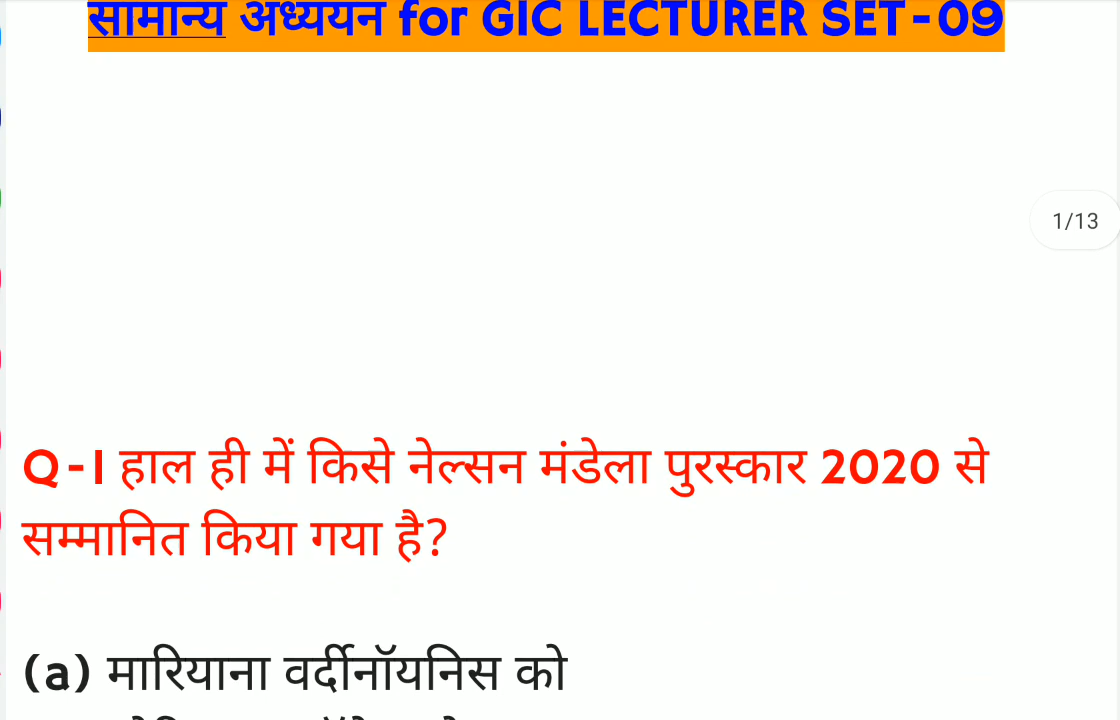 सामान्य अध्ययन for GIC LECTURER SET-09
1/13
Q-1 हाल ही में किसे नेल्सन मंडेला पुरस्कार 2020 से
सम्मानित किया गया है?
(a) मारियाना वर्दीनॉयनिस को